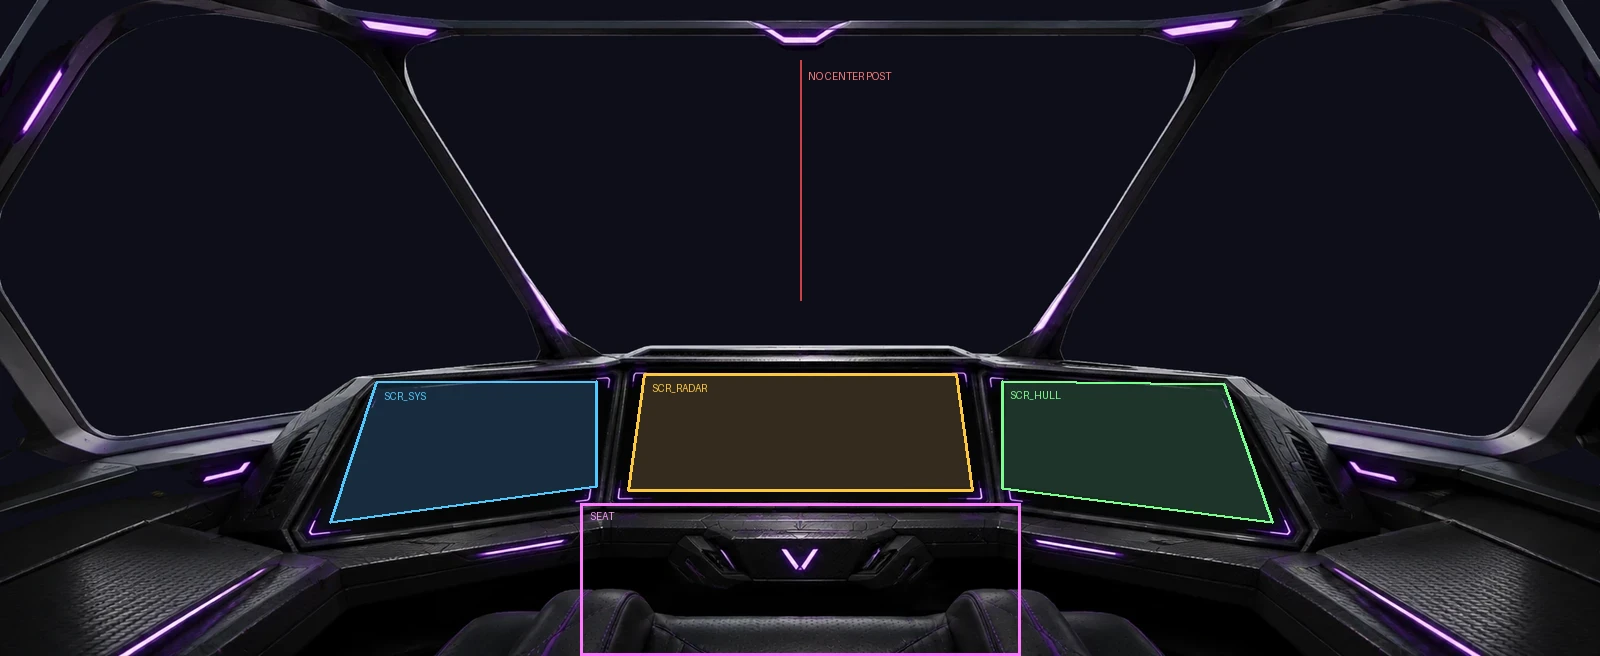 NO CENTER POST
SCR_SYS
SCR_RADAR
SCR_HULL
SEAT